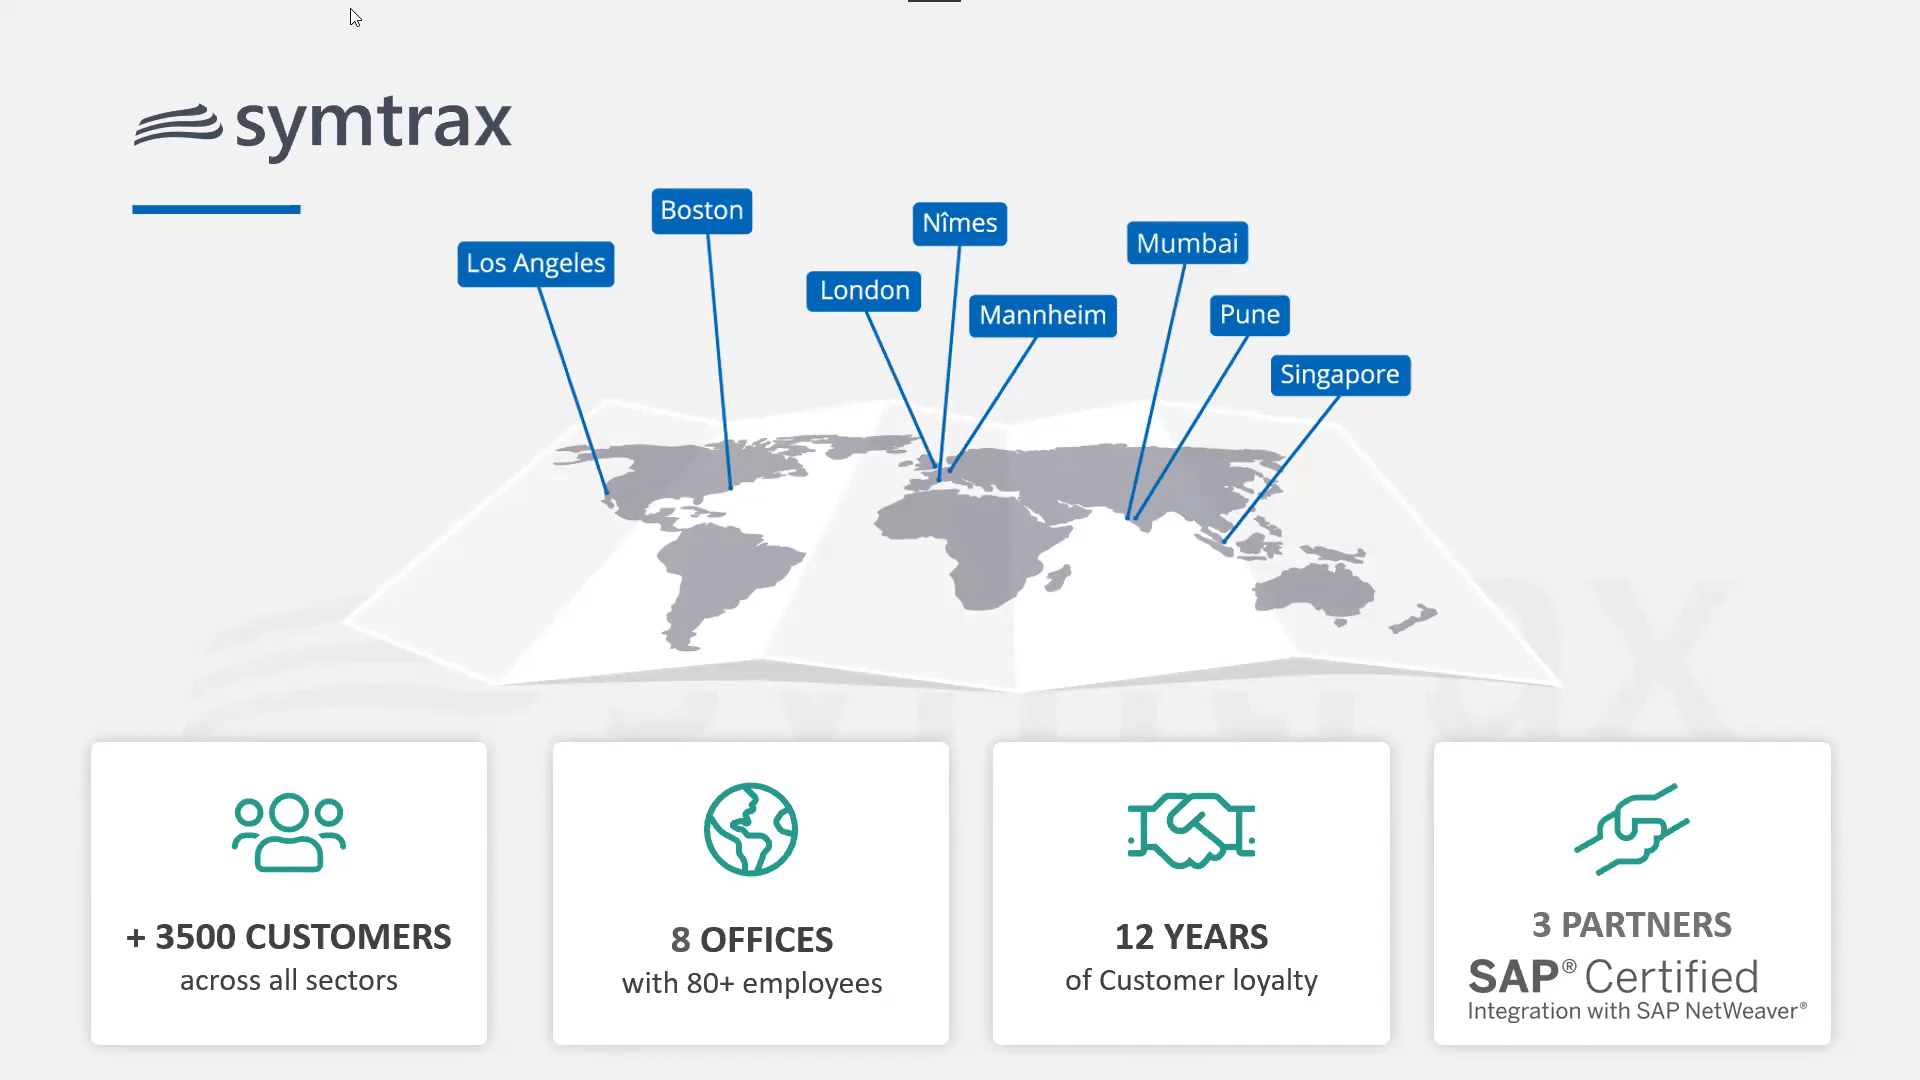 symtrax
Boston
Nîmes
Mumbai
Los Angeles
London
Mannheim
Pune
Singapore
symtrax
+ 3500 CUSTOMERS
across all sectors
8 OFFICES
with 80+ employees
12 YEARS
of Customer loyalty
3 PARTNERS
SAP® Certified
Integration with SAP NetWeaver®